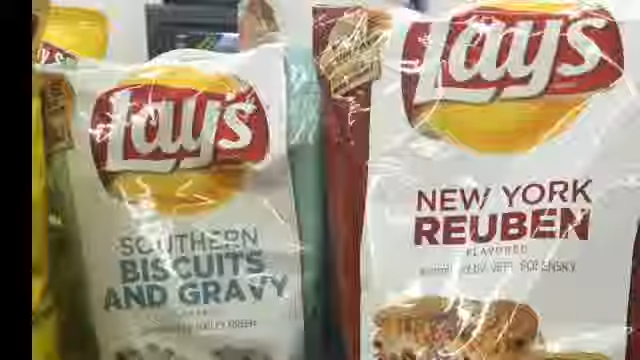 Lay's
SOUTHERN
BISCUITS
AND GRAVY
Lay's
NEW YORK
REUBEN
FLAVORED